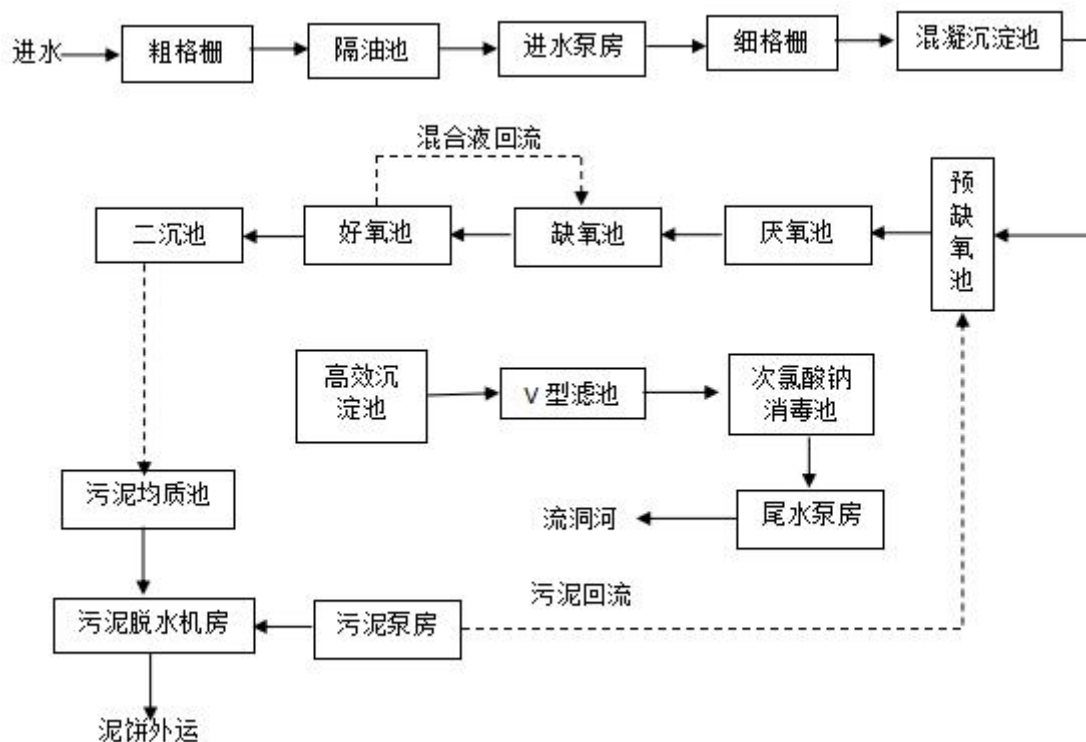 进水
粗格栅
隔油池
进水泵房
细格栅
混凝沉淀池
混合液回流
二沉池
好氧池
缺氧池
厌氧池
预
缺
氧
池
高效沉
淀池
V型滤池
次氯酸钠
消毒池
污泥均质池
流洞河
尾水泵房
污泥脱水机房
污泥泵房
污泥回流
泥饼外运